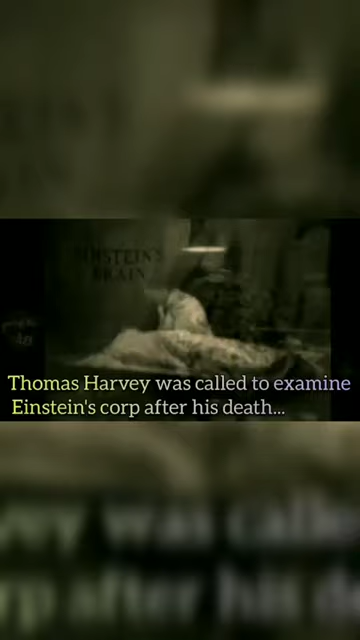 EINSTEIN'S
BRAIN
Thomas Harvey was called to examine
Einstein's corp after his death...